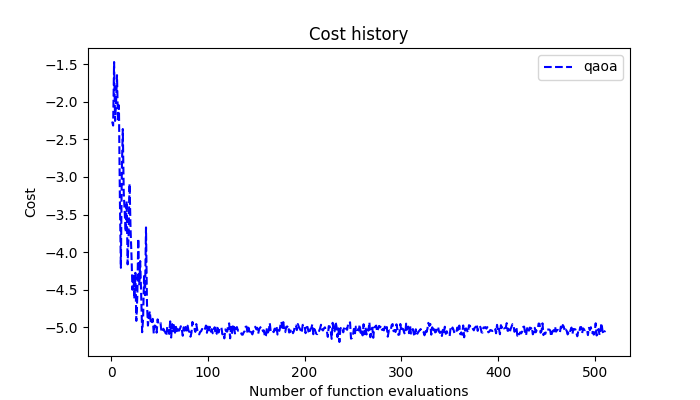 Cost history
qaoa
−1.5
−2.0
−2.5
−3.0
−3.5
−4.0
−4.5
−5.0
Cost
0 100 200 300 400 500
Number of function evaluations